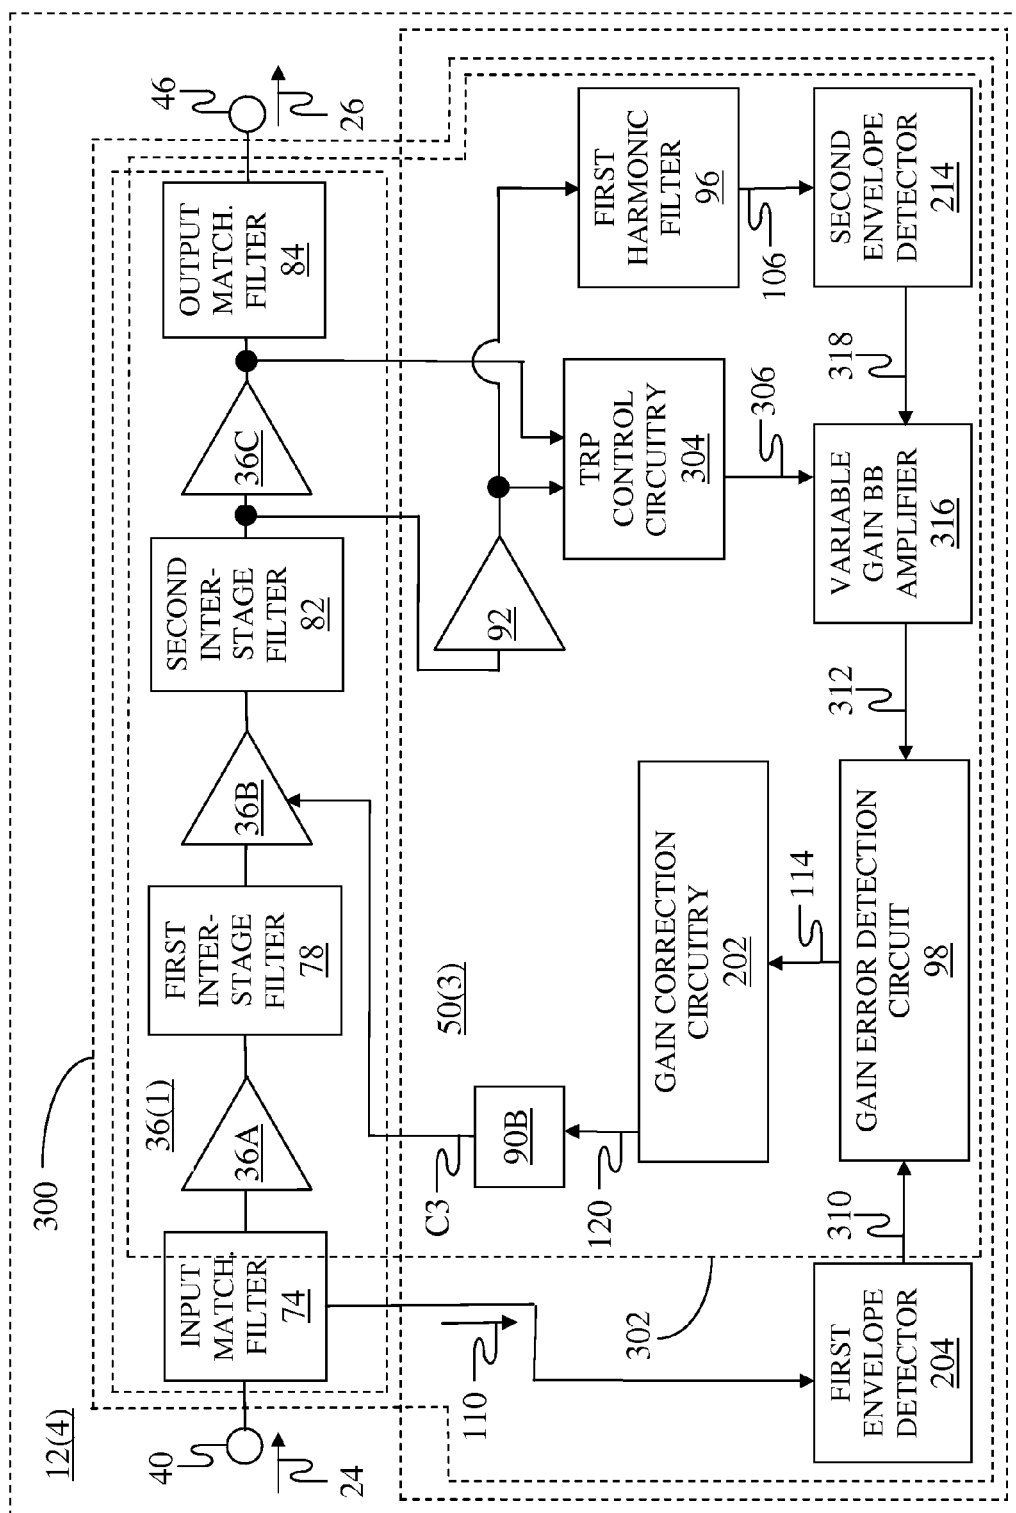 12(4)
300
40
24
INPUT
MATCH.
FILTER
74
36(1)
36A
FIRST
INTER-
STAGE
FILTER
78
36B
SECOND
INTER-
STAGE
FILTER
82
36C
OUTPUT
MATCH.
FILTER
84
46
26
110
302
C3
90B
120
50(3)
92
GAIN CORRECTION
CIRCUITRY
202
114
TRP
CONTROL
CIRCUITRY
304
306
FIRST
HARMONIC
FILTER
96
106
FIRST
ENVELOPE
DETECTOR
204
310
GAIN ERROR DETECTION
CIRCUIT
98
312
VARIABLE
GAIN BB
AMPLIFIER
316
318
SECOND
ENVELOPE
DETECTOR
214